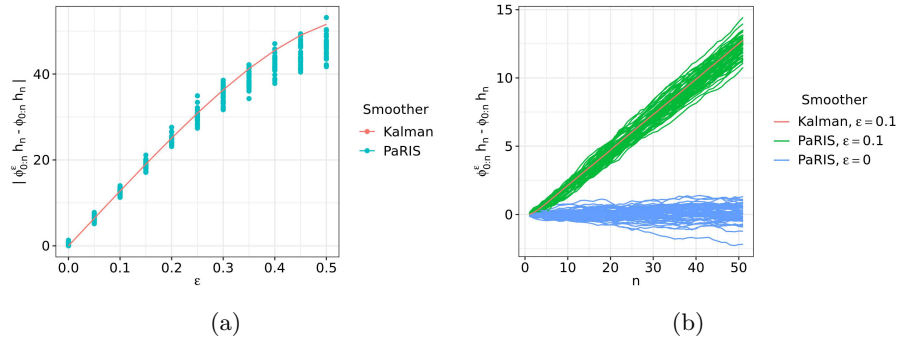 | ϕ^ε_{0:n} h_n - ϕ_{0:n} h_n |
40
20
0
0.0 0.1 0.2 0.3 0.4 0.5
ε
Smoother
Kalman
PaRIS
(a)
ϕ^ε_{0:n} h_n - ϕ_{0:n} h_n
15
10
5
0
0 10 20 30 40 50
n
Smoother
Kalman, ε = 0.1
PaRIS, ε = 0.1
PaRIS, ε = 0
(b)